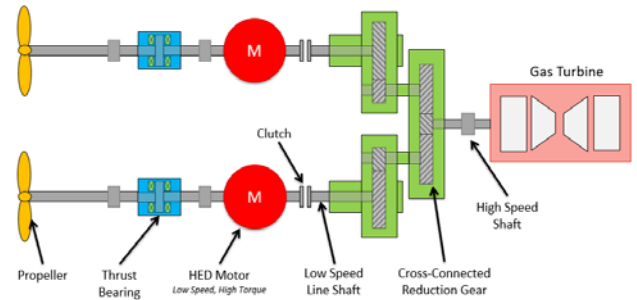 M
Gas Turbine
Clutch
M
High Speed
Shaft
Propeller
Thrust
Bearing
HED Motor
Low Speed, High Torque
Low Speed
Line Shaft
Cross-Connected
Reduction Gear